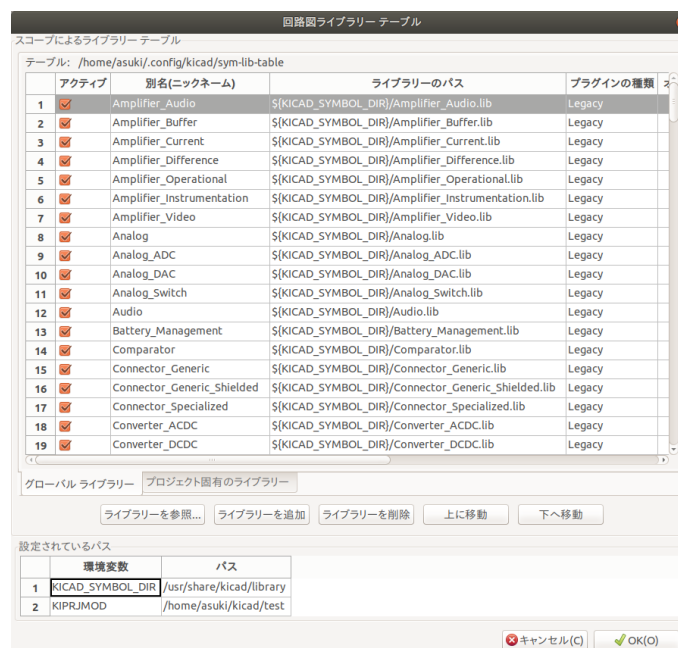 回路図ライブラリー テーブル
スコープによるライブラリー テーブル
テーブル: /home/asuki/.config/kicad/sym-lib-table
アクティブ 別名(ニックネーム) ライブラリーのパス プラグインの種類
1 Amplifier_Audio ${KICAD_SYMBOL_DIR}/Amplifier_Audio.lib Legacy
2 Amplifier_Buffer ${KICAD_SYMBOL_DIR}/Amplifier_Buffer.lib Legacy
3 Amplifier_Current ${KICAD_SYMBOL_DIR}/Amplifier_Current.lib Legacy
4 Amplifier_Difference ${KICAD_SYMBOL_DIR}/Amplifier_Difference.lib Legacy
5 Amplifier_Operational ${KICAD_SYMBOL_DIR}/Amplifier_Operational.lib Legacy
6 Amplifier_Instrumentation ${KICAD_SYMBOL_DIR}/Amplifier_Instrumentation.lib Legacy
7 Amplifier_Video ${KICAD_SYMBOL_DIR}/Amplifier_Video.lib Legacy
8 Analog ${KICAD_SYMBOL_DIR}/Analog.lib Legacy
9 Analog_ADC ${KICAD_SYMBOL_DIR}/Analog_ADC.lib Legacy
10 Analog_DAC ${KICAD_SYMBOL_DIR}/Analog_DAC.lib Legacy
11 Analog_Switch ${KICAD_SYMBOL_DIR}/Analog_Switch.lib Legacy
12 Audio ${KICAD_SYMBOL_DIR}/Audio.lib Legacy
13 Battery_Management ${KICAD_SYMBOL_DIR}/Battery_Management.lib Legacy
14 Comparator ${KICAD_SYMBOL_DIR}/Comparator.lib Legacy
15 Connector_Generic ${KICAD_SYMBOL_DIR}/Connector_Generic.lib Legacy
16 Connector_Generic_Shielded ${KICAD_SYMBOL_DIR}/Connector_Generic_Shielded.lib Legacy
17 Connector_Specialized ${KICAD_SYMBOL_DIR}/Connector_Specialized.lib Legacy
18 Converter_ACDC ${KICAD_SYMBOL_DIR}/Converter_ACDC.lib Legacy
19 Converter_DCDC ${KICAD_SYMBOL_DIR}/Converter_DCDC.lib Legacy
グローバル ライブラリー プロジェクト固有のライブラリー
ライブラリーを参照... ライブラリーを追加 ライブラリーを削除 上に移動 下へ移動
設定されているパス
環境変数 パス
1 KICAD_SYMBOL_DIR /usr/share/kicad/library
2 KIPRJMOD /home/asuki/kicad/test
キャンセル(C) OK(O)